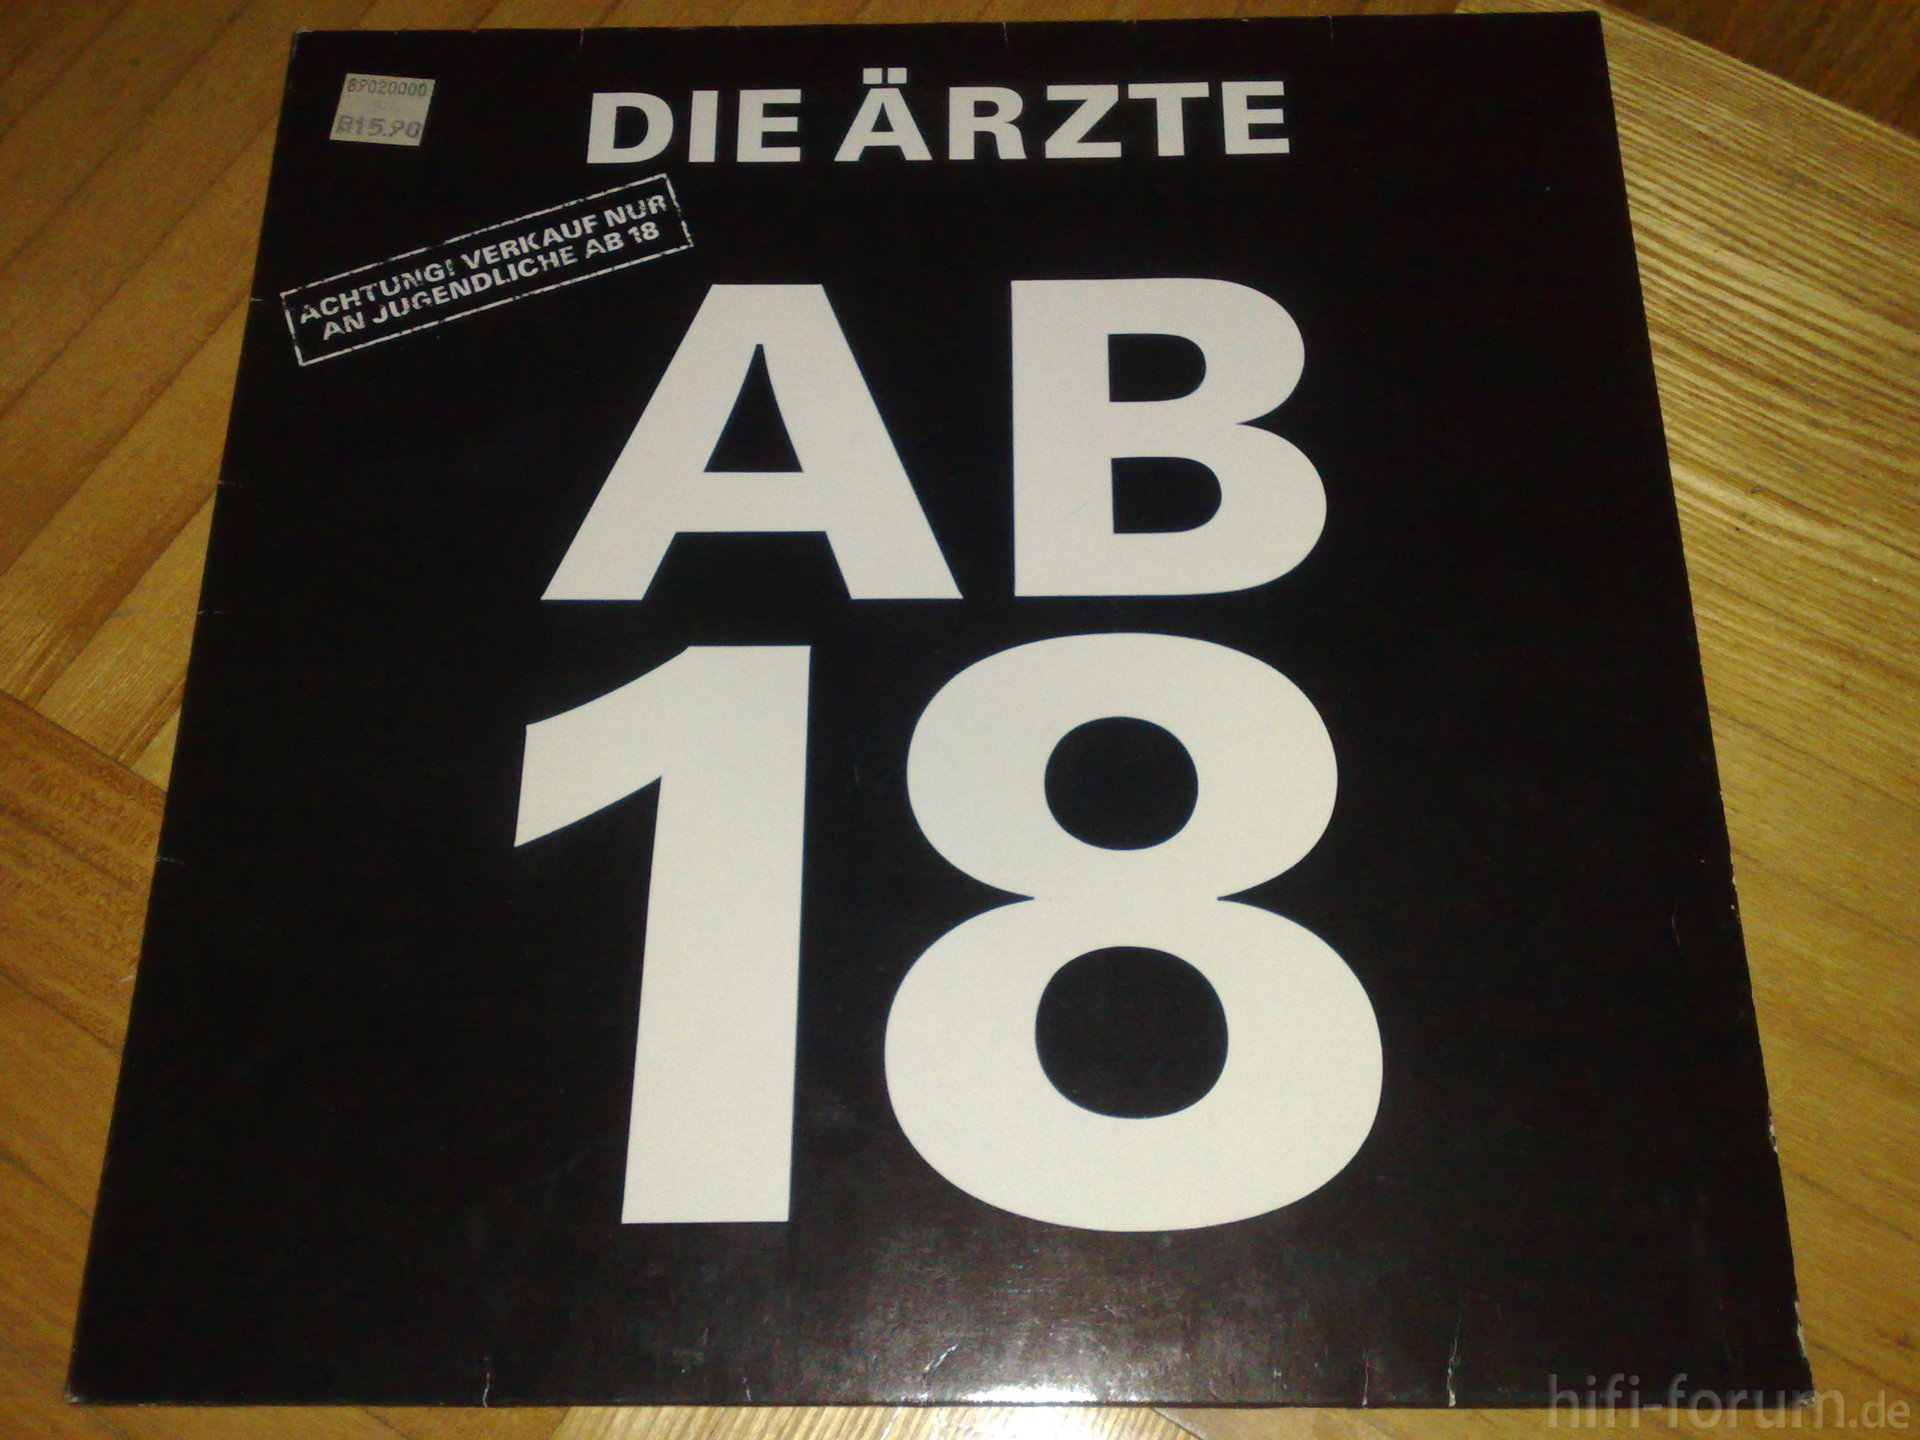 89020000
B15.90
DIE ÄRZTE
ACHTUNG! VERKAUF NUR
AN JUGENDLICHE AB 18
AB
18
hifi-forum.de